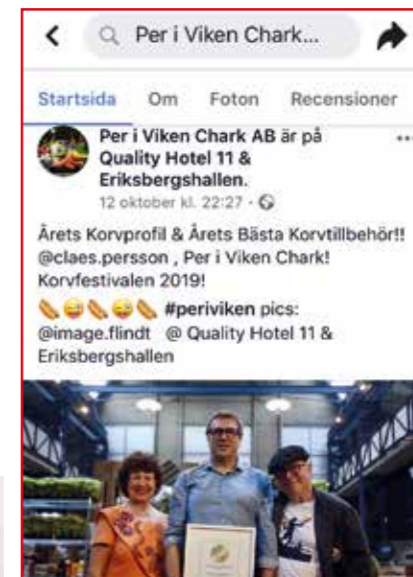 Per i Viken Chark...
Startsida Om Foton Recensioner
Per i Viken Chark AB är på
Quality Hotel 11 &
Eriksbergshallen.
12 oktober kl. 22:27 ·
Årets Korvprofil & Årets Bästa Korvtillbehör!!
@claes.persson , Per i Viken Chark!
Korvfestivalen 2019!
🌭😜🌭😜🌭 #periviken pics:
@image.flindt @ Quality Hotel 11 &
Eriksbergshallen